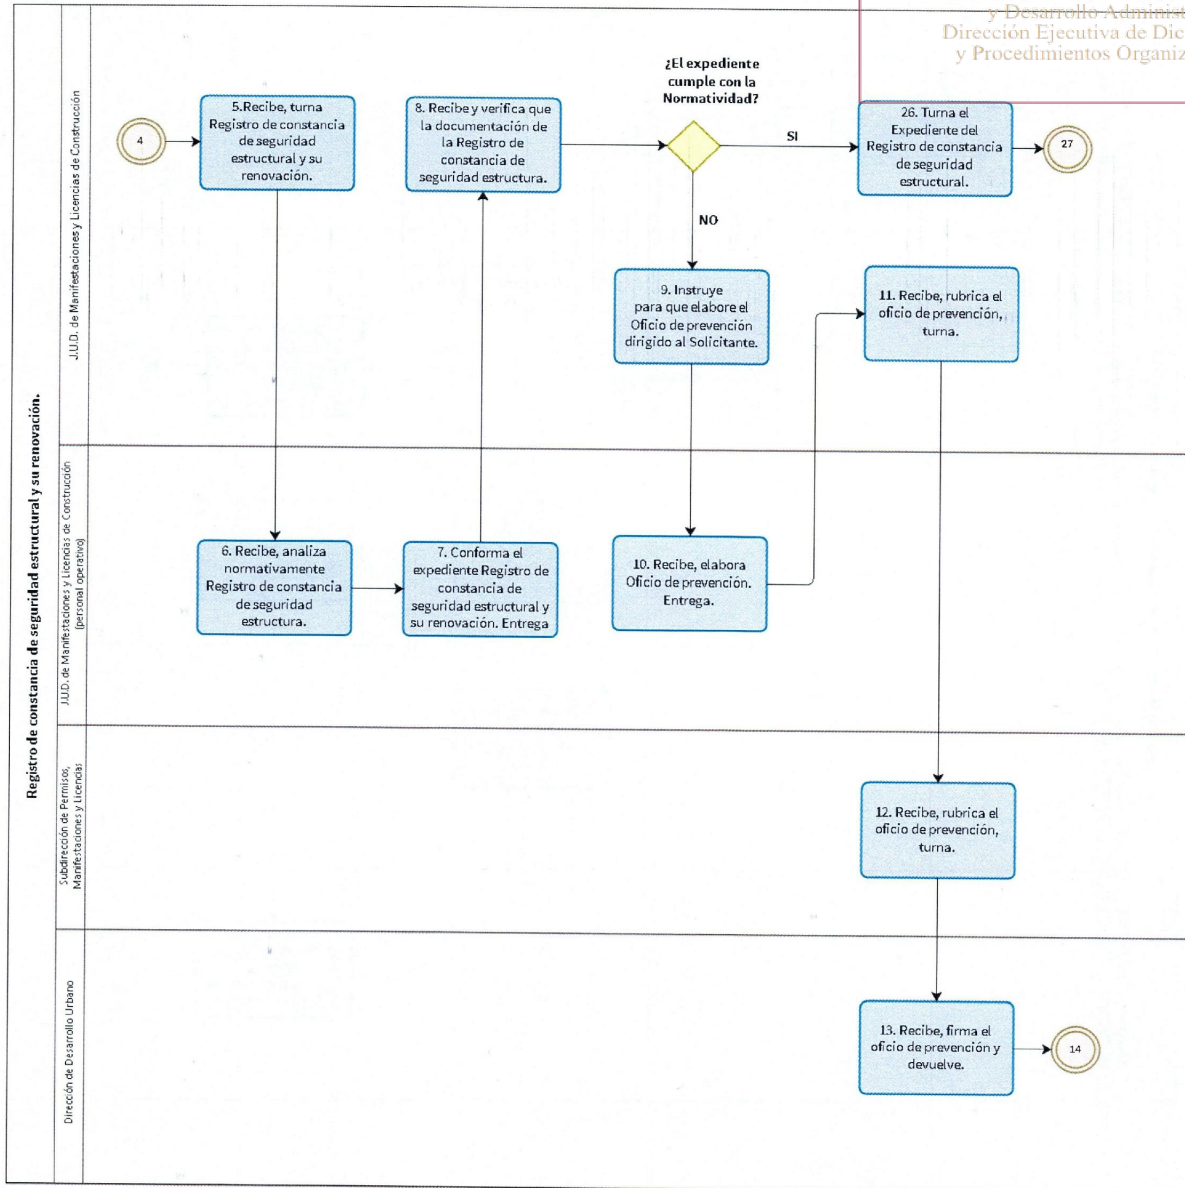 y Desarrollo Administ
Dirección Ejecutiva de Dic
y Procedimientos Organiz
Registro de constancia de seguridad estructural y su renovación.
J.U.D. de Manifestaciones y Licencias de Construcción
4
5.Recibe, turna
Registro de constancia
de seguridad
estructural y su
renovación.
8. Recibe y verifica que
la documentación de
la Registro de
constancia de
seguridad estructura.
¿El expediente
cumple con la
Normatividad?
SI
NO
26. Turna el
Expediente del
Registro de constancia
de seguridad
estructural.
27
9. Instruye
para que elabore el
Oficio de prevención
dirigido al Solicitante.
11. Recibe, rubrica el
oficio de prevención,
turna.
J.U.D. de Manifestaciones y Licencias de Construcción
(personal operativo)
6. Recibe, analiza
normativamente
Registro de constancia
de seguridad
estructura.
7. Conforma el
expediente Registro de
constancia de
seguridad estructural y
su renovación. Entrega
10. Recibe, elabora
Oficio de prevención.
Entrega.
Subdirección de Permisos,
Manifestaciones y Licencias
12. Recibe, rubrica el
oficio de prevención,
turna.
Dirección de Desarrollo Urbano
13. Recibe, firma el
oficio de prevención y
devuelve.
14